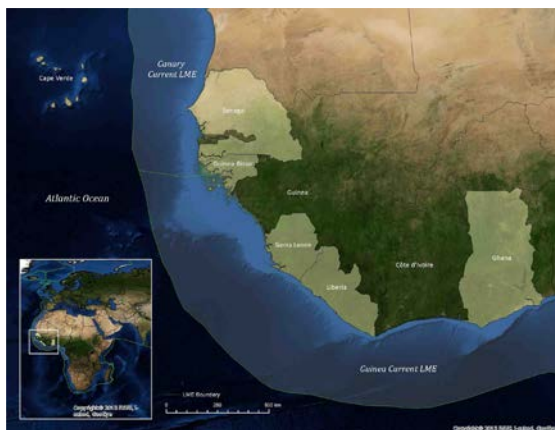 Canary
Current LME
Cape Verde
Senegal
Guinea Bissau
Guinea
Atlantic Ocean
Sierra Leone
Liberia
Côte d'Ivoire
Ghana
Guinea Current LME
LME Boundary
0